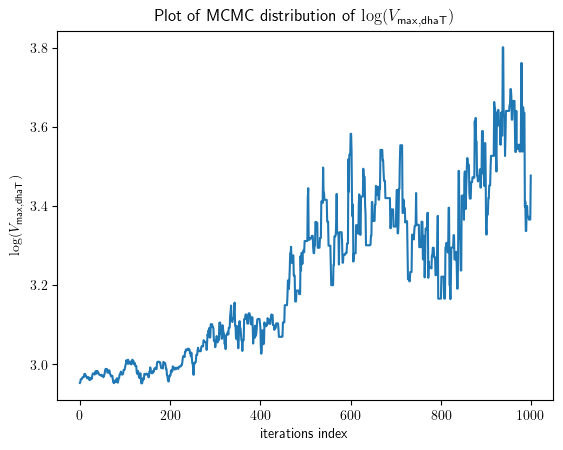 Plot of MCMC distribution of log(V_max,dhaT)
log(V_max,dhaT)
3.8
3.6
3.4
3.2
3.0
0 200 400 600 800 1000
iterations index